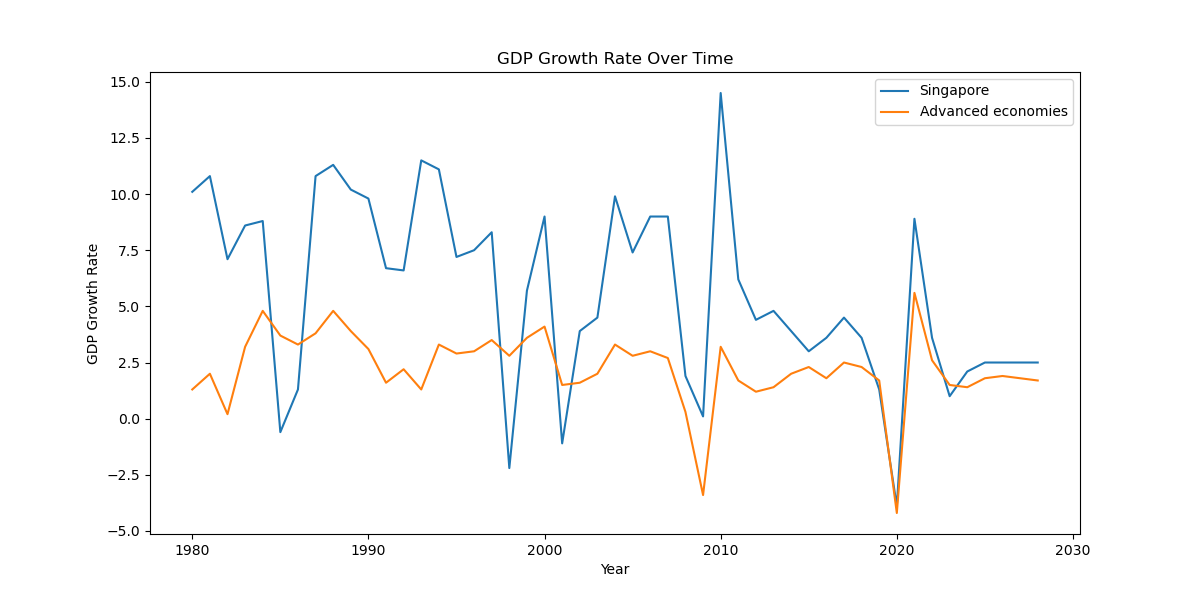 GDP Growth Rate Over Time
Singapore
Advanced economies
GDP Growth Rate
15.0
12.5
10.0
7.5
5.0
2.5
0.0
−2.5
−5.0
1980 1990 2000 2010 2020 2030
Year